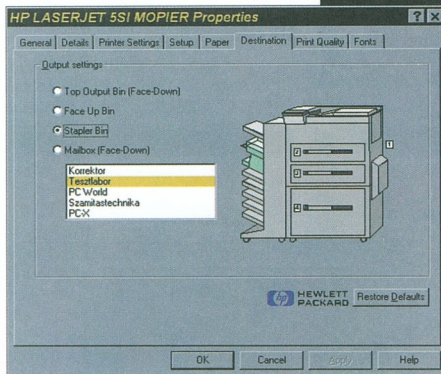 HP LASERJET 5SI MOPIER Properties
General Details Printer Settings Setup Paper Destination Print Quality Fonts
Output settings
Top Output Bin (Face-Down)
Face Up Bin
Stapler Bin
Mailbox (Face-Down)
Korrektor
Tesztlabor
PC World
Szamitastechnika
PC-X
1
hp HEWLETT PACKARD
Restore Defaults
OK Cancel Apply Help